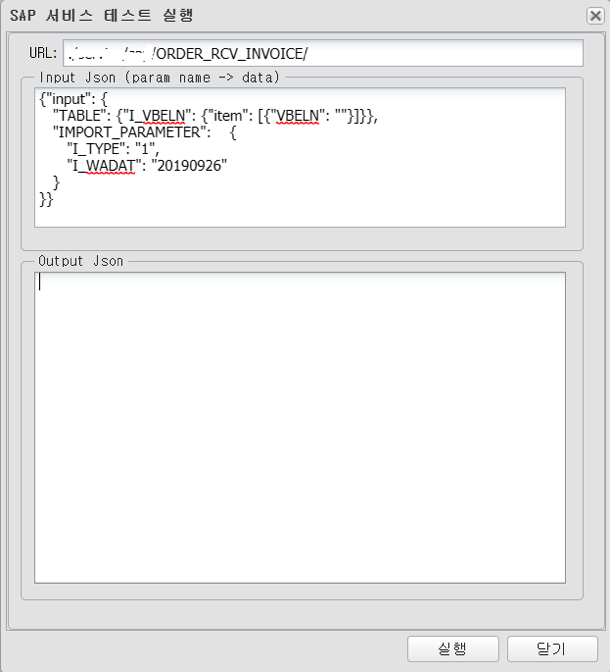 SAP 서비스 테스트 실행
URL: /ORDER_RCV_INVOICE/
Input Json (param name -> data)
{"input": {
"TABLE": {"I_VBELN": {"item": [{"VBELN": ""}]}},
"IMPORT_PARAMETER": {
"I_TYPE": "1",
"I_WADAT": "20190926"
}
}}
Output Json
실행 닫기